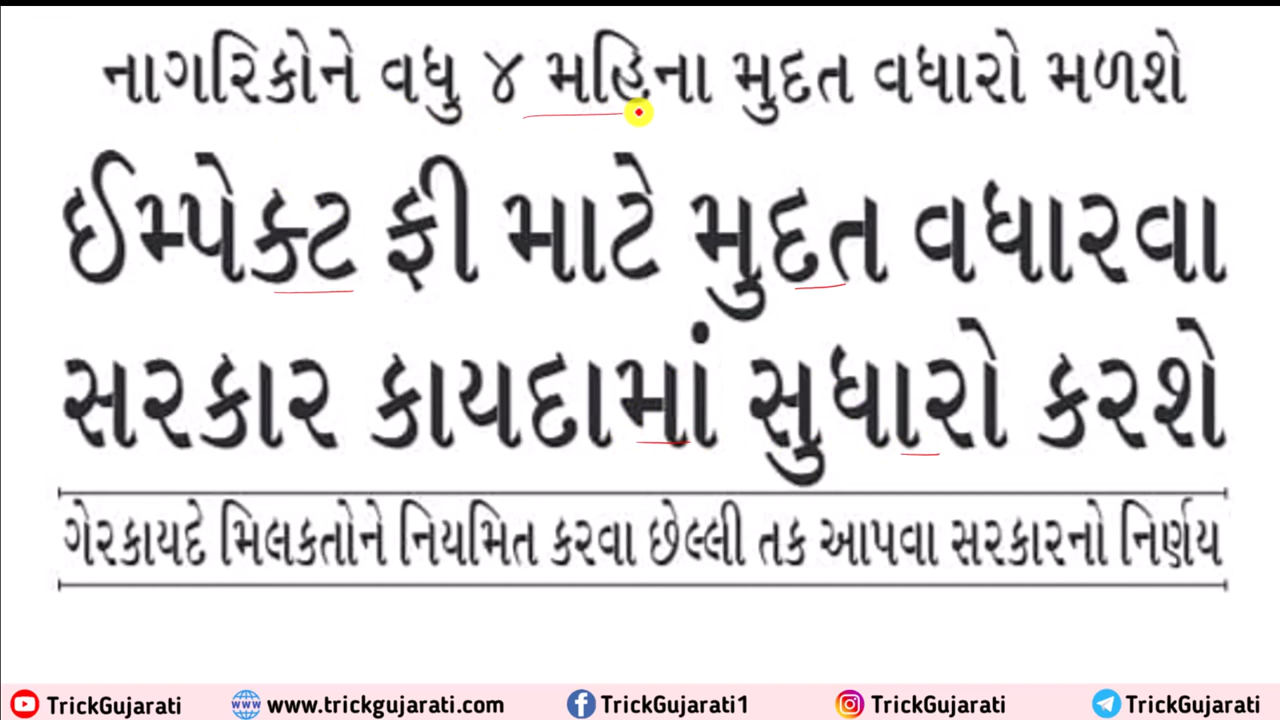 નાગરિકોને વધુ ૪ મહિના મુદત વધારો મળશે
ઈમ્પેક્ટ ફી માટે મુદત વધારવા
સરકાર કાયદામાં સુધારો કરશે
ગેરકાયદે મિલકતોને નિયમિત કરવા છેલ્લી તક આપવા સરકારનો નિર્ણય
TrickGujarati www.trickgujarati.com TrickGujarati1 TrickGujarati TrickGujarati